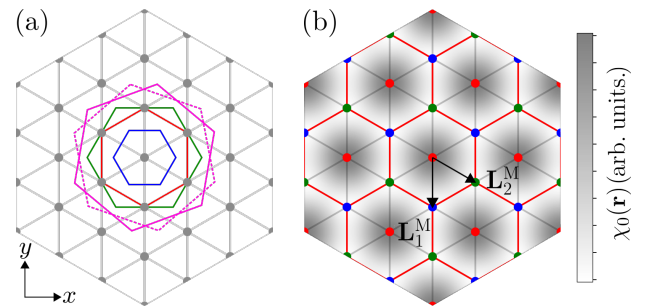 (a)
y
x
(b)
L₁ᴹ
L₂ᴹ
χ₀(r) (arb. units.)